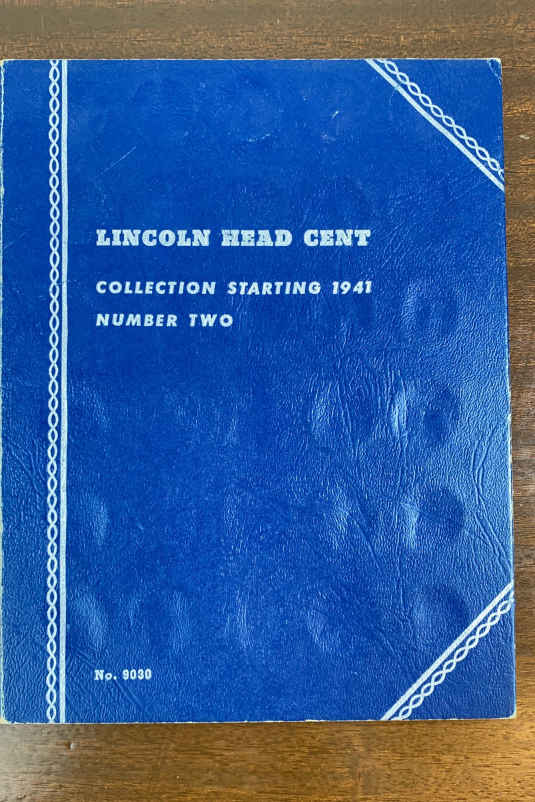 LINCOLN HEAD CENT
COLLECTION STARTING 1941
NUMBER TWO
No. 9030